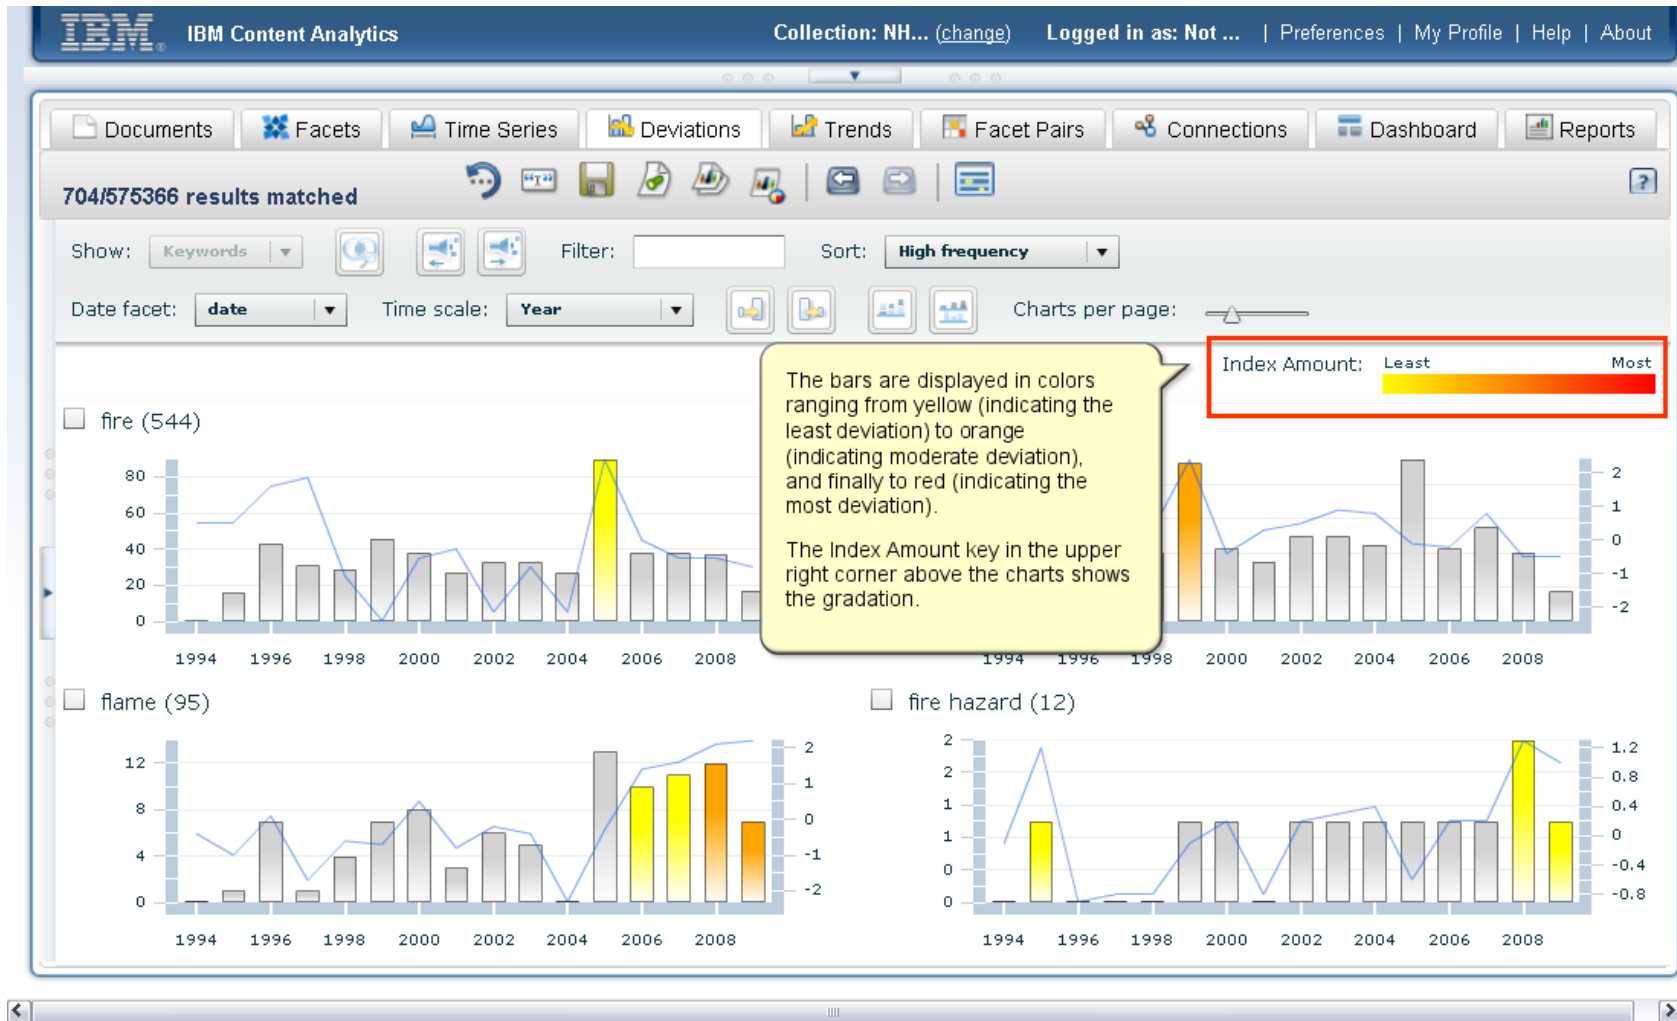 IBM
IBM Content Analytics
Collection: NH... (change) Logged in as: Not ... | Preferences | My Profile | Help | About
Documents Facets Time Series Deviations Trends Facet Pairs Connections Dashboard Reports
704/575366 results matched
?
Show: Keywords Filter: Sort: High frequency
Date facet: date Time scale: Year Charts per page:
Index Amount: Least Most
The bars are displayed in colors
ranging from yellow (indicating the
least deviation) to orange
(indicating moderate deviation),
and finally to red (indicating the
most deviation).
The Index Amount key in the upper
right corner above the charts shows
the gradation.
fire (544)
80
60
40
20
0
1994 1996 1998 2000 2002 2004 2006 2008
2
1
0
-1
-2
1994 1996 1998 2000 2002 2004 2006 2008
flame (95)
12
8
4
0
2
1
0
-1
-2
1994 1996 1998 2000 2002 2004 2006 2008
fire hazard (12)
2
2
1
1
0
0
1.2
0.8
0.4
0
-0.4
-0.8
1994 1996 1998 2000 2002 2004 2006 2008